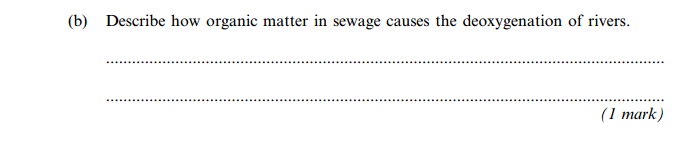 (b) Describe how organic matter in sewage causes the deoxygenation of rivers.
(1 mark)